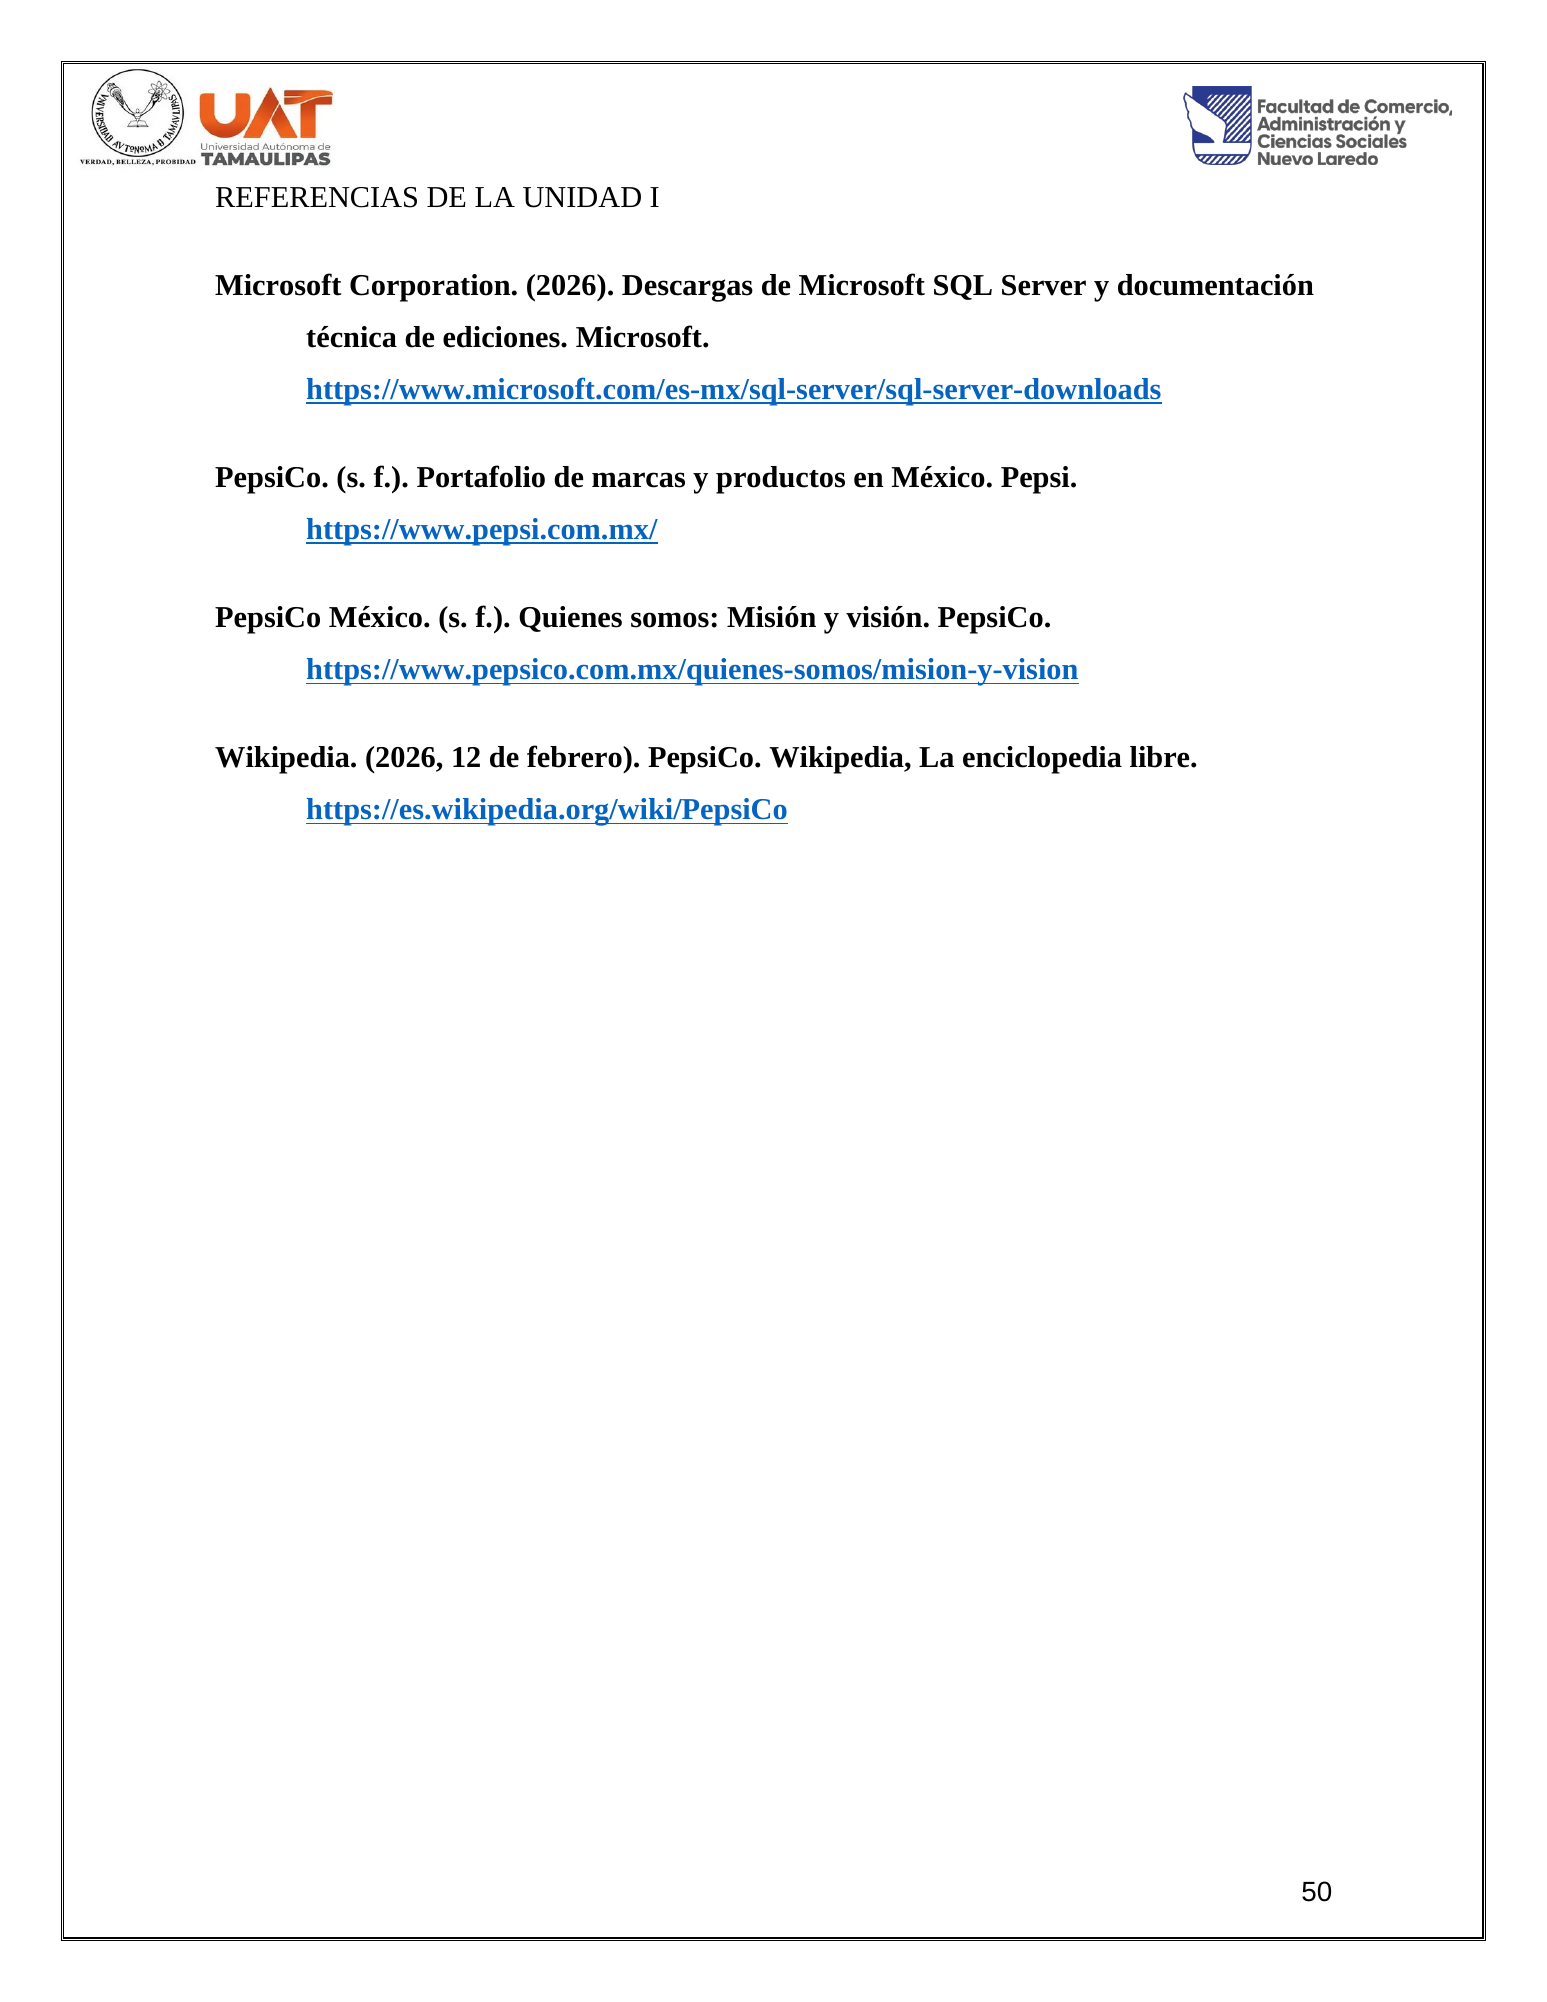 UNIVERSIDAD AVTONOMA D TAMAVLIPAS
VERDAD, BELLEZA, PROBIDAD
UAT
Universidad Autónoma de
TAMAULIPAS
Facultad de Comercio,
Administración y
Ciencias Sociales
Nuevo Laredo
REFERENCIAS DE LA UNIDAD I
Microsoft Corporation. (2026). Descargas de Microsoft SQL Server y documentación
técnica de ediciones. Microsoft.
https://www.microsoft.com/es-mx/sql-server/sql-server-downloads
PepsiCo. (s. f.). Portafolio de marcas y productos en México. Pepsi.
https://www.pepsi.com.mx/
PepsiCo México. (s. f.). Quienes somos: Misión y visión. PepsiCo.
https://www.pepsico.com.mx/quienes-somos/mision-y-vision
Wikipedia. (2026, 12 de febrero). PepsiCo. Wikipedia, La enciclopedia libre.
https://es.wikipedia.org/wiki/PepsiCo
50